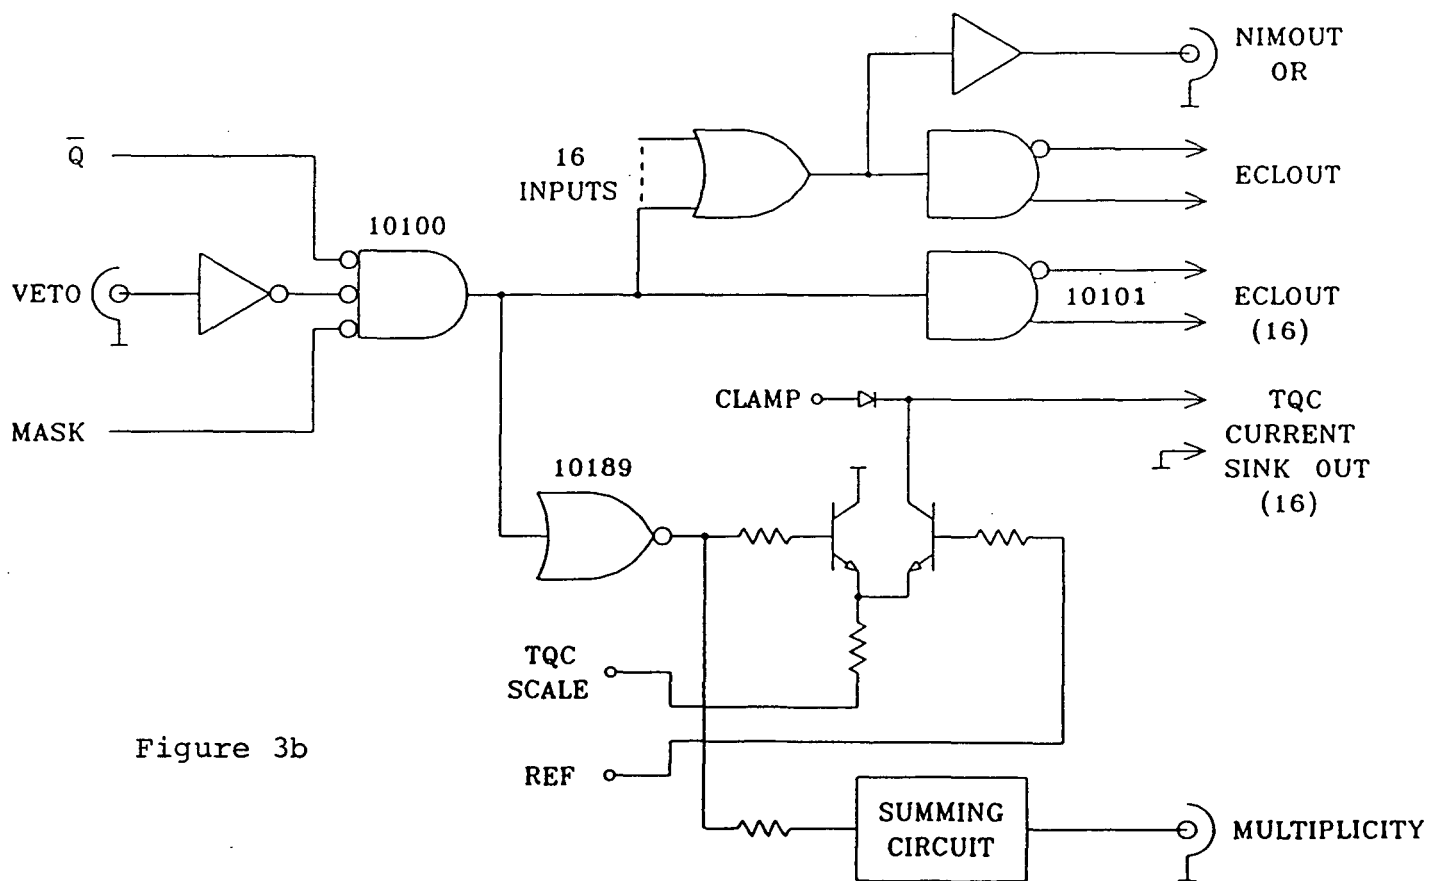 NIMOUT
OR
Q̅
16
INPUTS
ECLOUT
10100
VETO
10101
ECLOUT
(16)
MASK
CLAMP
TQC
CURRENT
SINK OUT
(16)
10189
TQC
SCALE
Figure 3b
REF
SUMMING
CIRCUIT
MULTIPLICITY